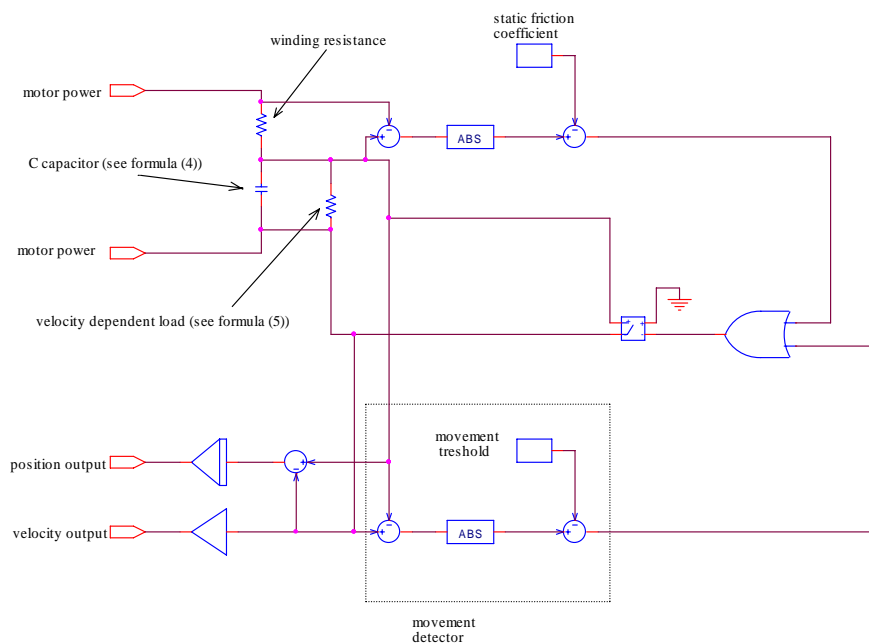 static friction
coefficient
winding resistance
motor power
ABS
C capacitor (see formula (4))
motor power
velocity dependent load (see formula (5))
movement
treshold
position output
velocity output
ABS
movement
detector